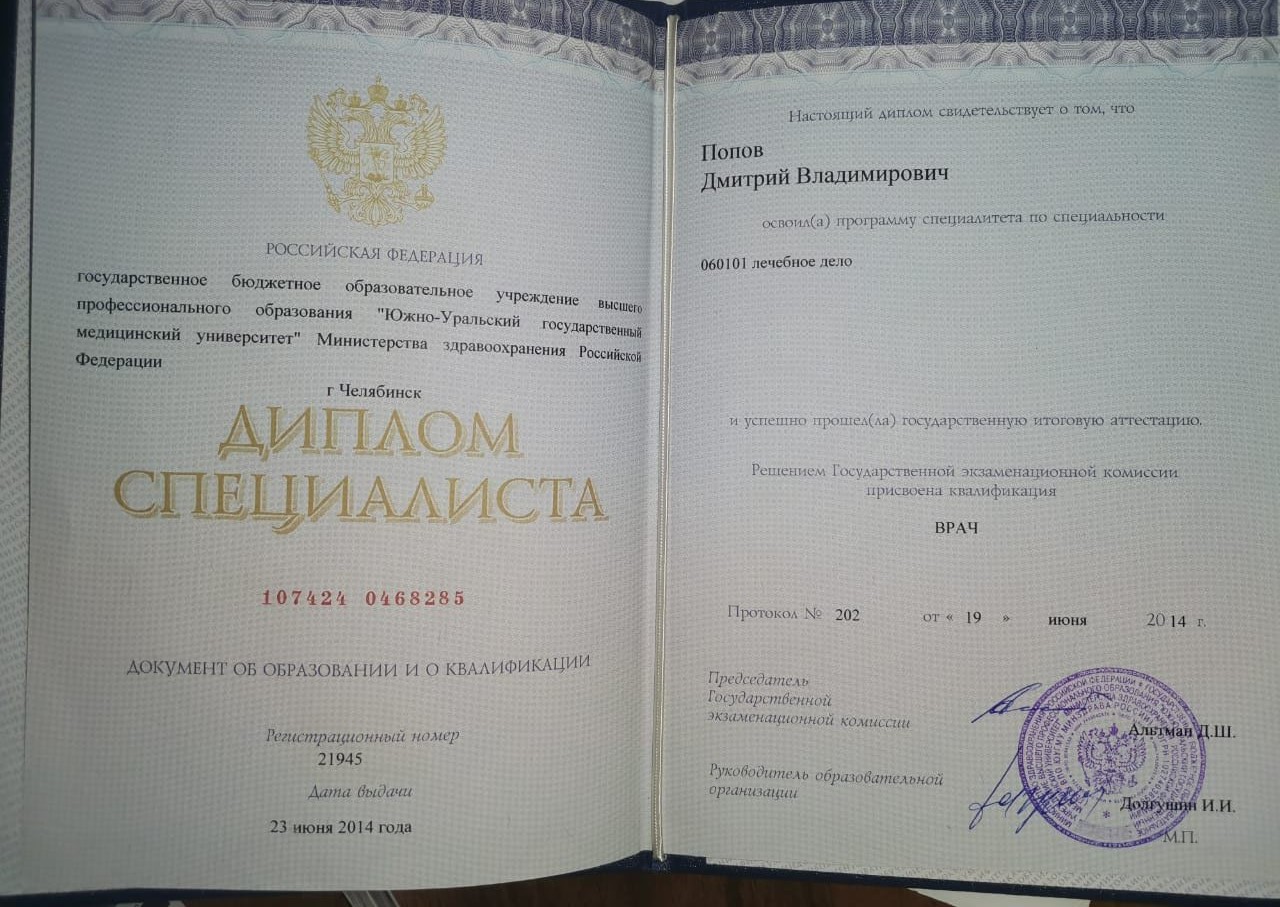 РОССИЙСКАЯ ФЕДЕРАЦИЯ
государственное бюджетное образовательное учреждение высшего
профессионального образования "Южно-Уральский государственный
медицинский университет" Министерства здравоохранения Российской
Федерации
г Челябинск
ДИПЛОМ
СПЕЦИАЛИСТА
107424 0468285
ДОКУМЕНТ ОБ ОБРАЗОВАНИИ И О КВАЛИФИКАЦИИ
Регистрационный номер
21945
Дата выдачи
23 июня 2014 года
Настоящий диплом свидетельствует о том, что
Попов
Дмитрий Владимирович
освоил(а) программу специалитета по специальности
060101 лечебное дело
и успешно прошел(ла) государственную итоговую аттестацию.
Решением Государственной экзаменационной комиссии
присвоена квалификация
ВРАЧ
Протокол № 202 от « 19 » июня 2014 г.
Председатель
Государственной
экзаменационной комиссии
Альтман Д.Ш.
Руководитель образовательной
организации
Долгушин И.И.
М.П.